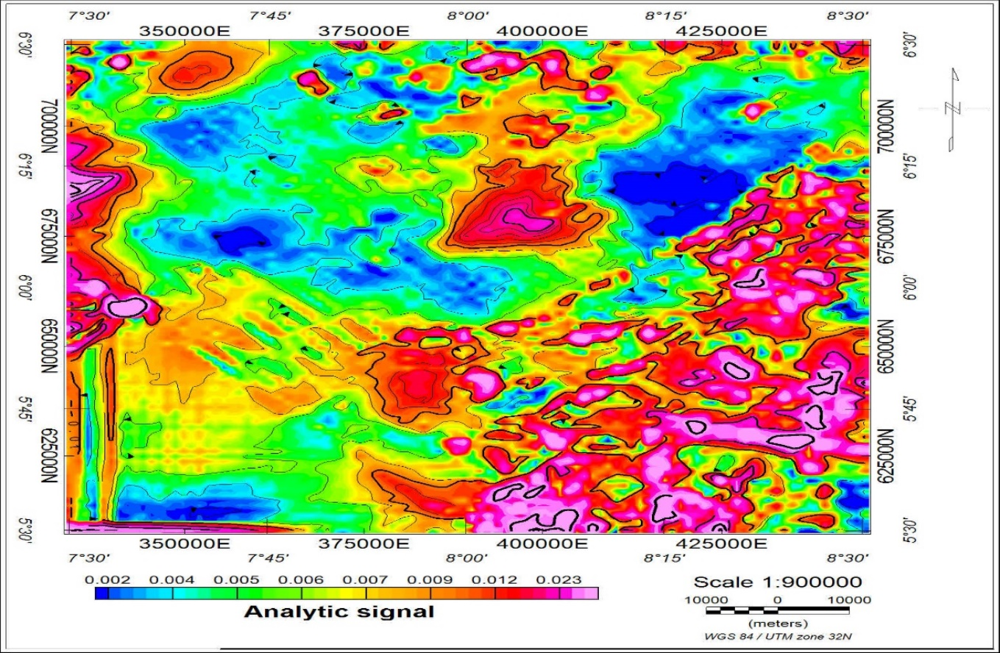 7°30' 7°45' 8°00' 8°15' 8°30'
350000E 375000E 400000E 425000E
6°30' 6°30'
700000N 700000N
6°15' 6°15'
675000N 675000N
6°00' 6°00'
650000N 650000N
5°45' 5°45'
625000N 625000N
5°30' 5°30'
N
350000E 375000E 400000E 425000E
7°30' 7°45' 8°00' 8°15' 8°30'
0.002 0.004 0.005 0.006 0.007 0.009 0.012 0.023
Analytic signal
Scale 1:900000
10000 0 10000
(meters)
WGS 84 / UTM zone 32N